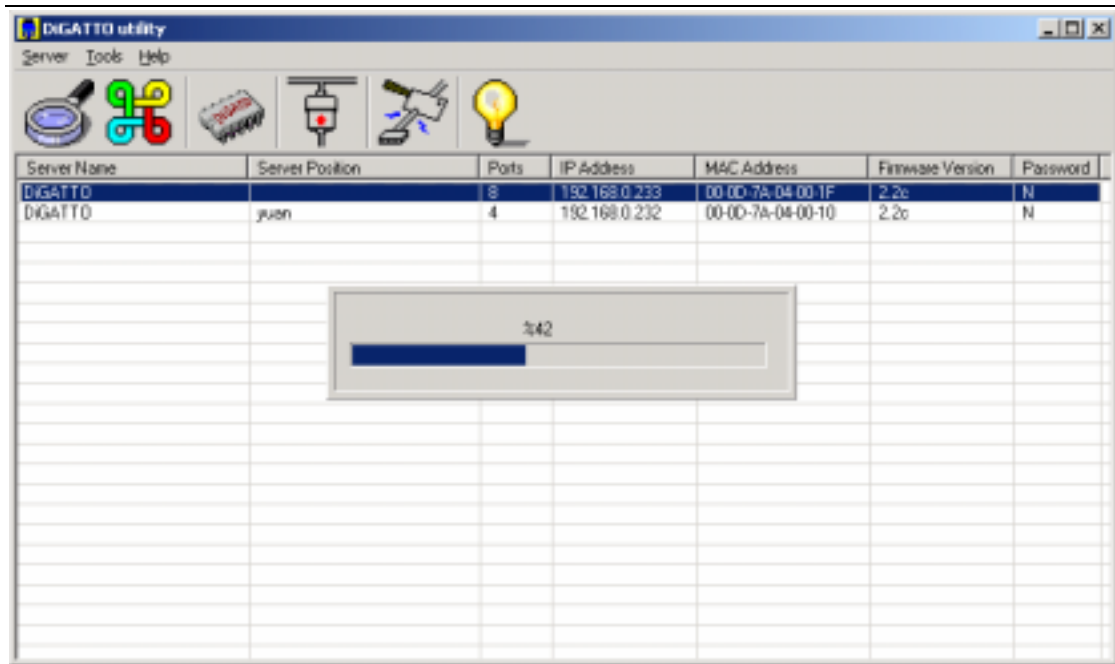 DiGATTO utility
Server Tools Help
DiGATTO
Server Name Server Position Ports IP Address MAC Address Firmware Version Password
DiGATTO 8 192.168.0.233 00-0D-7A-04-00-1F 2.2c N
DiGATTO yuan 4 192.168.0.232 00-0D-7A-04-00-10 2.2c N
%42